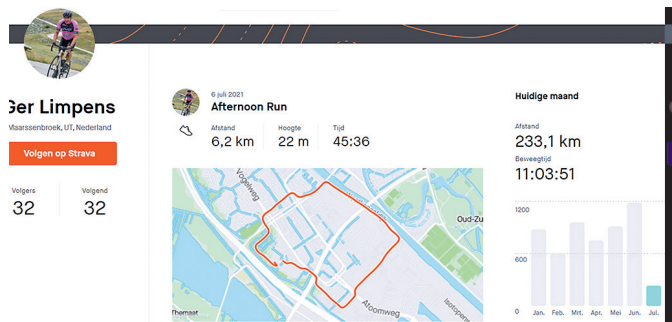 Ger Limpens
Maarssenbroek, UT, Nederland
Volgen op Strava
Volgers
Volgend
32
32
6 juli 2021
Afternoon Run
Afstand
Hoogte
Tijd
6,2 km
22 m
45:36
Vogelweg
Oud-Zu
Atoomweg
Isotopenweg
Themaat
Huidige maand
Afstand
233,1 km
Beweegtijd
11:03:51
1200
600
0
Jan.
Feb.
Mrt.
Apr.
Mei
Jun.
Jul.